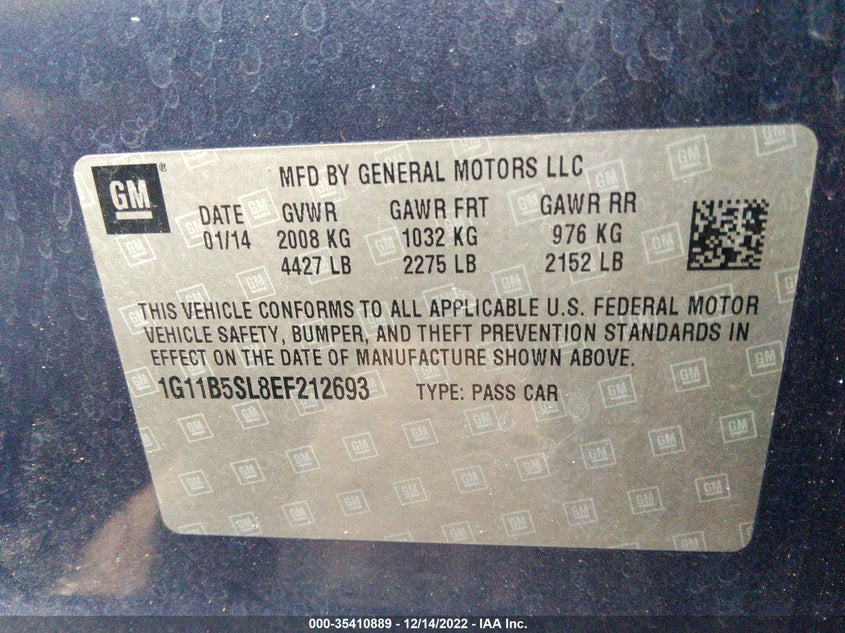 GM
MFD BY GENERAL MOTORS LLC
DATE GVWR GAWR FRT GAWR RR
01/14 2008 KG 1032 KG 976 KG
4427 LB 2275 LB 2152 LB
THIS VEHICLE CONFORMS TO ALL APPLICABLE U.S. FEDERAL MOTOR
VEHICLE SAFETY, BUMPER, AND THEFT PREVENTION STANDARDS IN
EFFECT ON THE DATE OF MANUFACTURE SHOWN ABOVE.
1G11B5SL8EF212693 TYPE: PASS CAR
000-35410889 - 12/14/2022 - IAA Inc.